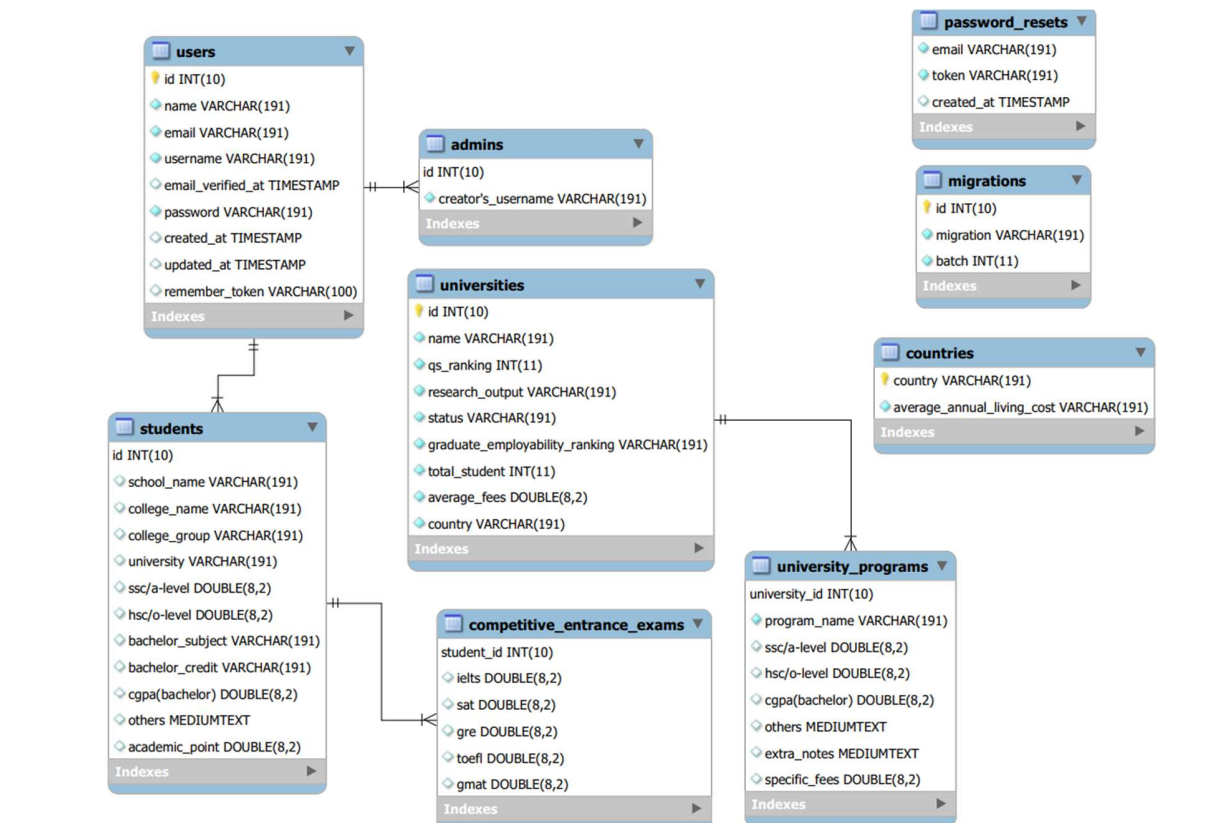 users
id INT(10)
name VARCHAR(191)
email VARCHAR(191)
username VARCHAR(191)
email_verified_at TIMESTAMP
password VARCHAR(191)
created_at TIMESTAMP
updated_at TIMESTAMP
remember_token VARCHAR(100)
Indexes
admins
id INT(10)
creator's_username VARCHAR(191)
Indexes
password_resets
email VARCHAR(191)
token VARCHAR(191)
created_at TIMESTAMP
Indexes
migrations
id INT(10)
migration VARCHAR(191)
batch INT(11)
Indexes
universities
id INT(10)
name VARCHAR(191)
qs_ranking INT(11)
research_output VARCHAR(191)
status VARCHAR(191)
graduate_employability_ranking VARCHAR(191)
total_student INT(11)
average_fees DOUBLE(8,2)
country VARCHAR(191)
Indexes
countries
country VARCHAR(191)
average_annual_living_cost VARCHAR(191)
Indexes
students
id INT(10)
school_name VARCHAR(191)
college_name VARCHAR(191)
college_group VARCHAR(191)
university VARCHAR(191)
ssc/a-level DOUBLE(8,2)
hsc/o-level DOUBLE(8,2)
bachelor_subject VARCHAR(191)
bachelor_credit VARCHAR(191)
cgpa(bachelor) DOUBLE(8,2)
others MEDIUMTEXT
academic_point DOUBLE(8,2)
Indexes
competitive_entrance_exams
student_id INT(10)
ielts DOUBLE(8,2)
sat DOUBLE(8,2)
gre DOUBLE(8,2)
toefl DOUBLE(8,2)
gmat DOUBLE(8,2)
Indexes
university_programs
university_id INT(10)
program_name VARCHAR(191)
ssc/a-level DOUBLE(8,2)
hsc/o-level DOUBLE(8,2)
cgpa(bachelor) DOUBLE(8,2)
others MEDIUMTEXT
extra_notes MEDIUMTEXT
specific_fees DOUBLE(8,2)
Indexes